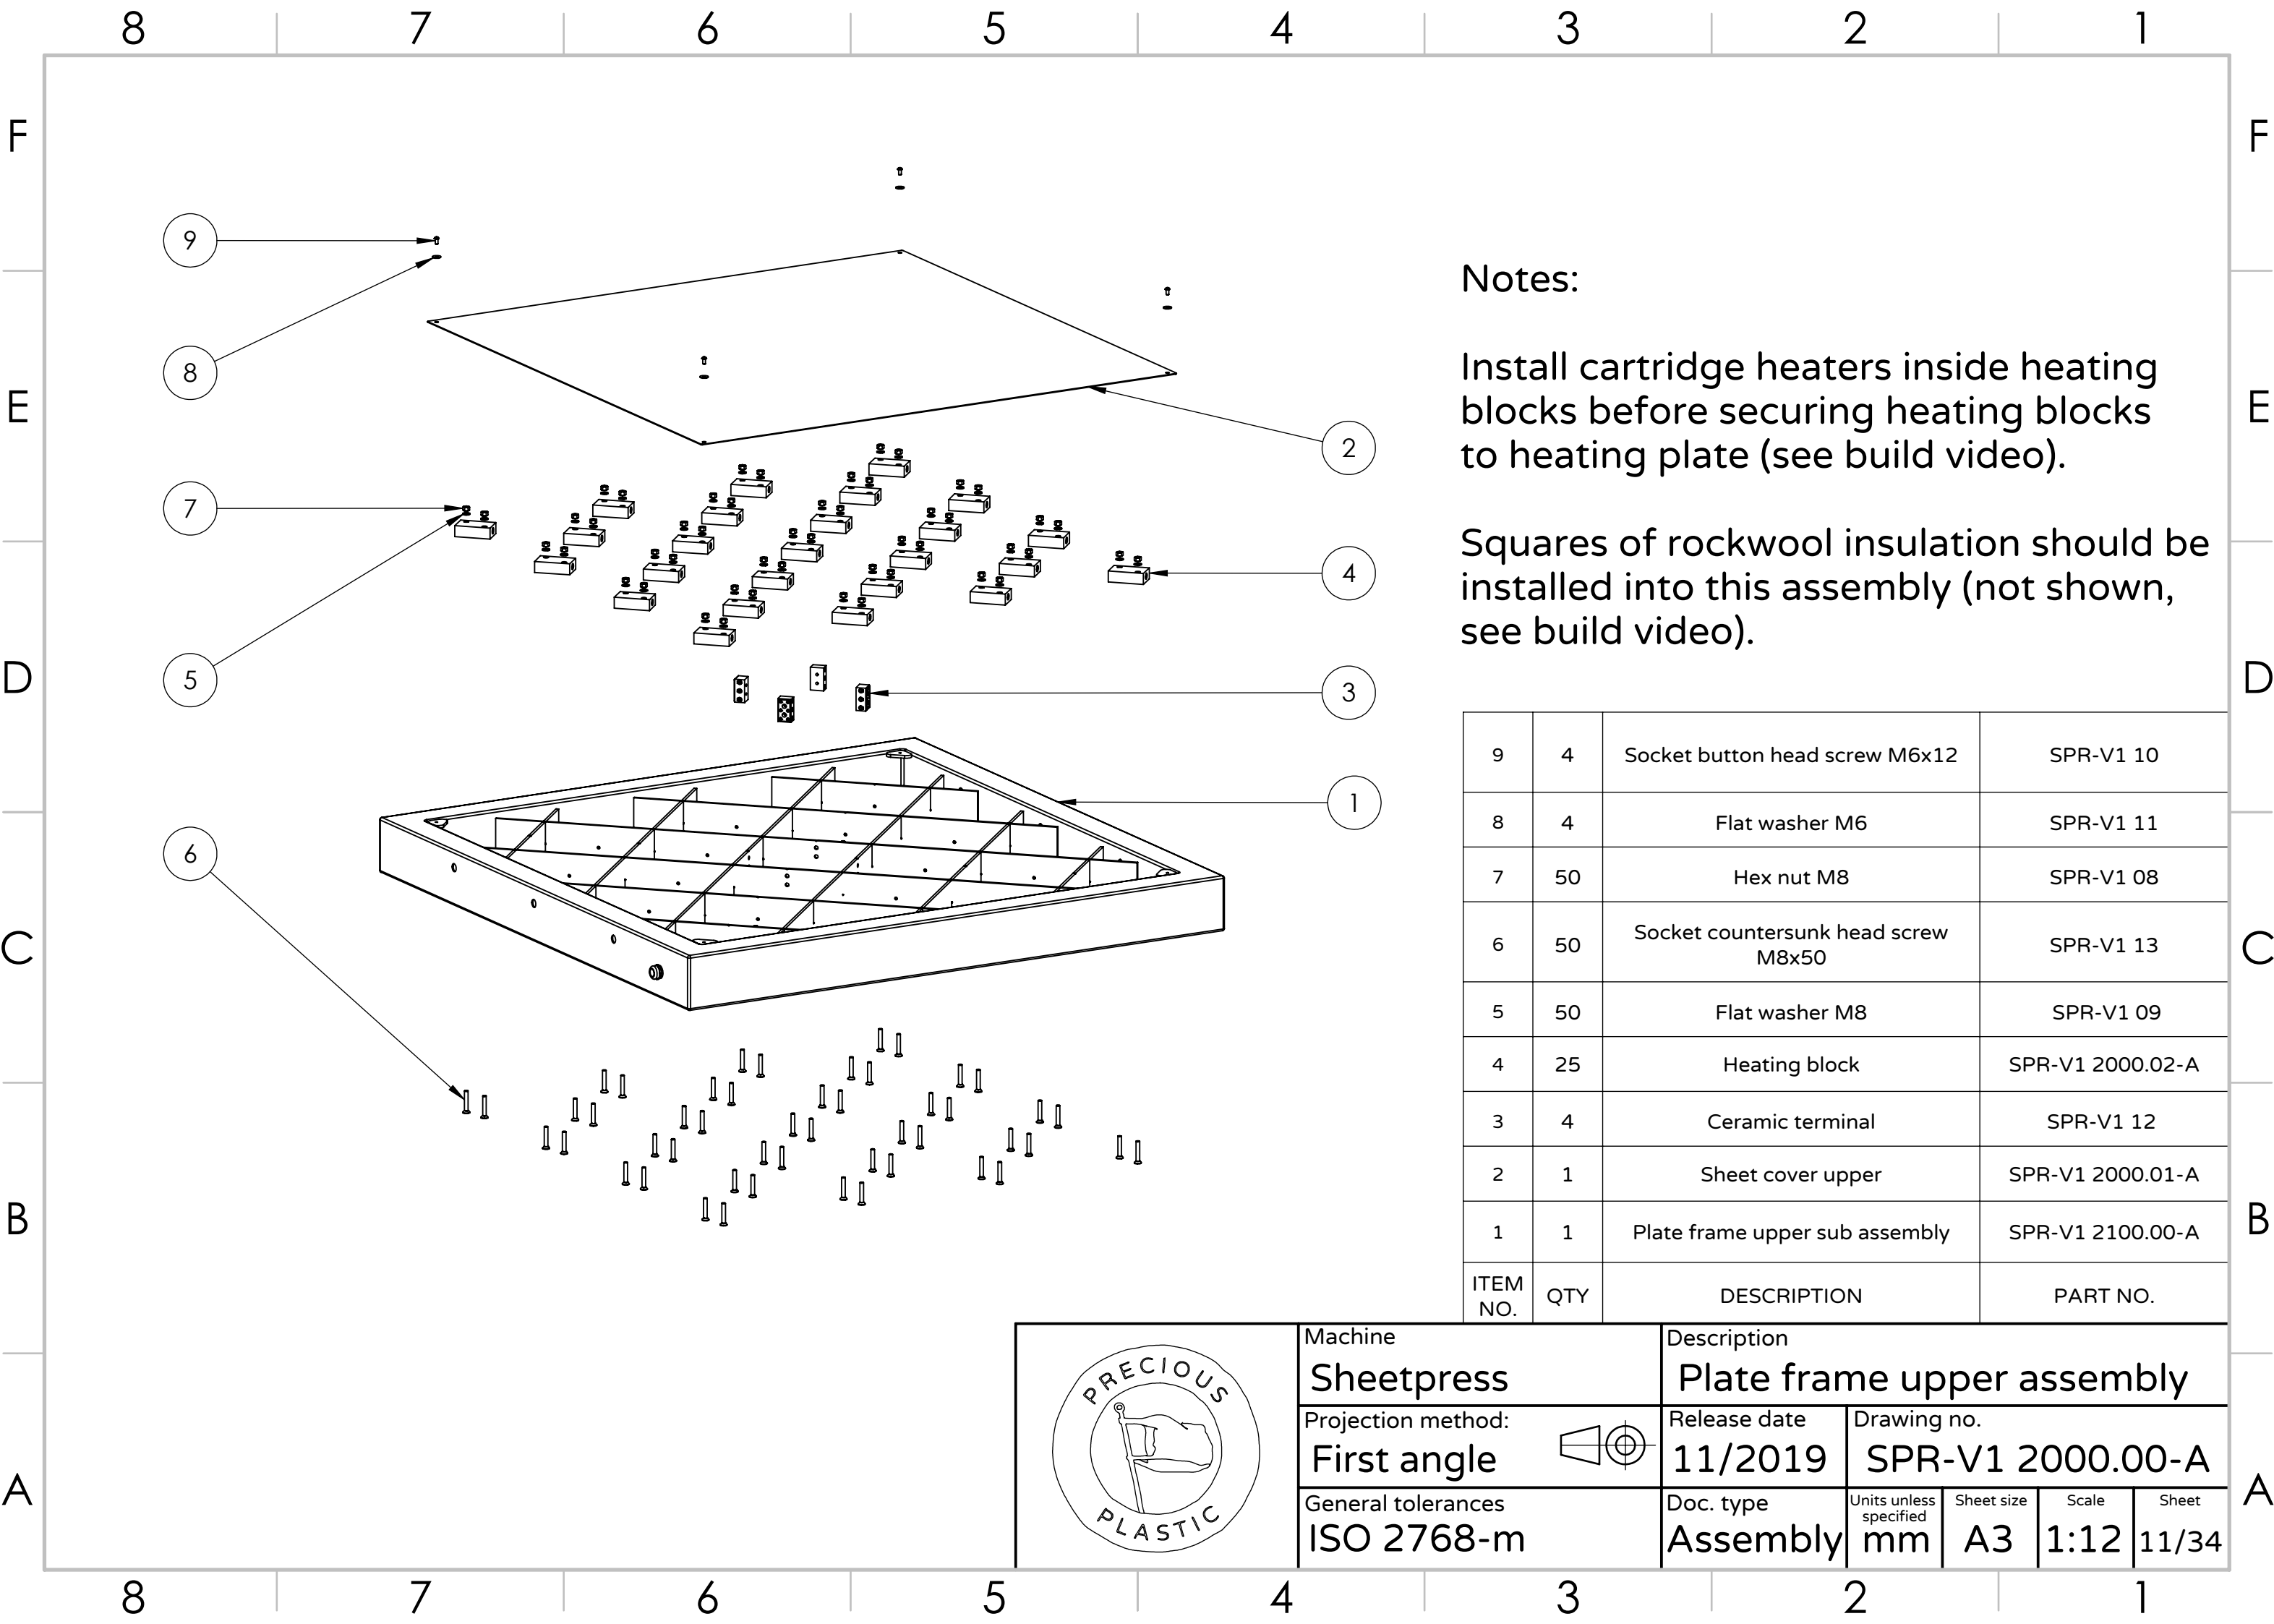 8 7 6 5 4 3 2 1
F F
E E
D D
C C
B B
A A
9
8
7
5
6
2
4
3
1
Notes:
Install cartridge heaters inside heating
blocks before securing heating blocks
to heating plate (see build video).
Squares of rockwool insulation should be
installed into this assembly (not shown,
see build video).
9 4 Socket button head screw M6x12 SPR-V1 10
8 4 Flat washer M6 SPR-V1 11
7 50 Hex nut M8 SPR-V1 08
6 50 Socket countersunk head screw M8x50 SPR-V1 13
5 50 Flat washer M8 SPR-V1 09
4 25 Heating block SPR-V1 2000.02-A
3 4 Ceramic terminal SPR-V1 12
2 1 Sheet cover upper SPR-V1 2000.01-A
1 1 Plate frame upper sub assembly SPR-V1 2100.00-A
ITEM NO. QTY DESCRIPTION PART NO.
PRECIOUS
PLASTIC
Machine
Sheetpress
Description
Plate frame upper assembly
Projection method:
First angle
Release date
11/2019
Drawing no.
SPR-V1 2000.00-A
General tolerances
ISO 2768-m
Doc. type
Assembly
Units unless
specified
mm
Sheet size
A3
Scale
1:12
Sheet
11/34
8 7 6 5 4 3 2 1